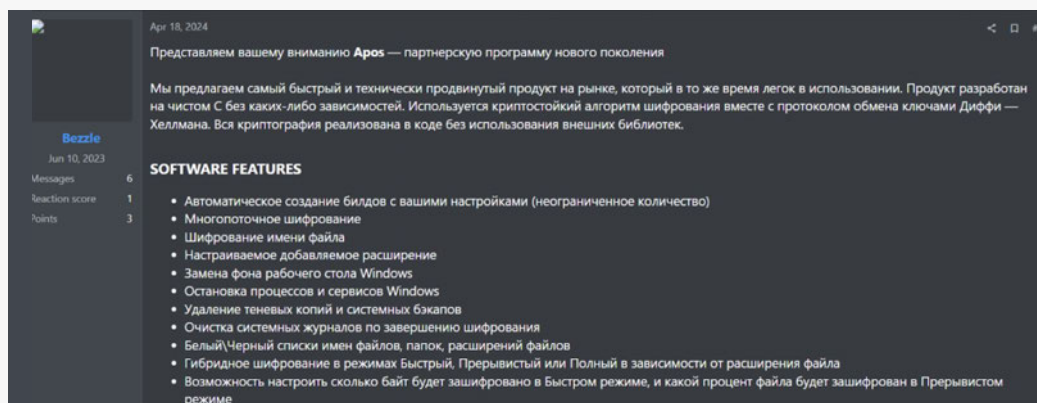 Apr 18, 2024
Представляем вашему вниманию Apos — партнерскую программу нового поколения
Мы предлагаем самый быстрый и технически продвинутый продукт на рынке, который в то же время легок в использовании. Продукт разработан
на чистом C без каких-либо зависимостей. Используется криптостойкий алгоритм шифрования вместе с протоколом обмена ключами Диффи —
Хеллмана. Вся криптография реализована в коде без использования внешних библиотек.
Bezzle
Jun 10, 2023
Messages 6
Reaction score 1
Points 3
SOFTWARE FEATURES
• Автоматическое создание билдов с вашими настройками (неограниченное количество)
• Многопоточное шифрование
• Шифрование имени файла
• Настраиваемое добавляемое расширение
• Замена фона рабочего стола Windows
• Остановка процессов и сервисов Windows
• Удаление теневых копий и системных бэкапов
• Очистка системных журналов по завершению шифрования
• Белый\Черный списки имен файлов, папок, расширений файлов
• Гибридное шифрование в режимах Быстрый, Прерывистый или Полный в зависимости от расширения файла
• Возможность настроить сколько байт будет зашифровано в Быстром режиме, и какой процент файла будет зашифрован в Прерывистом
режиме